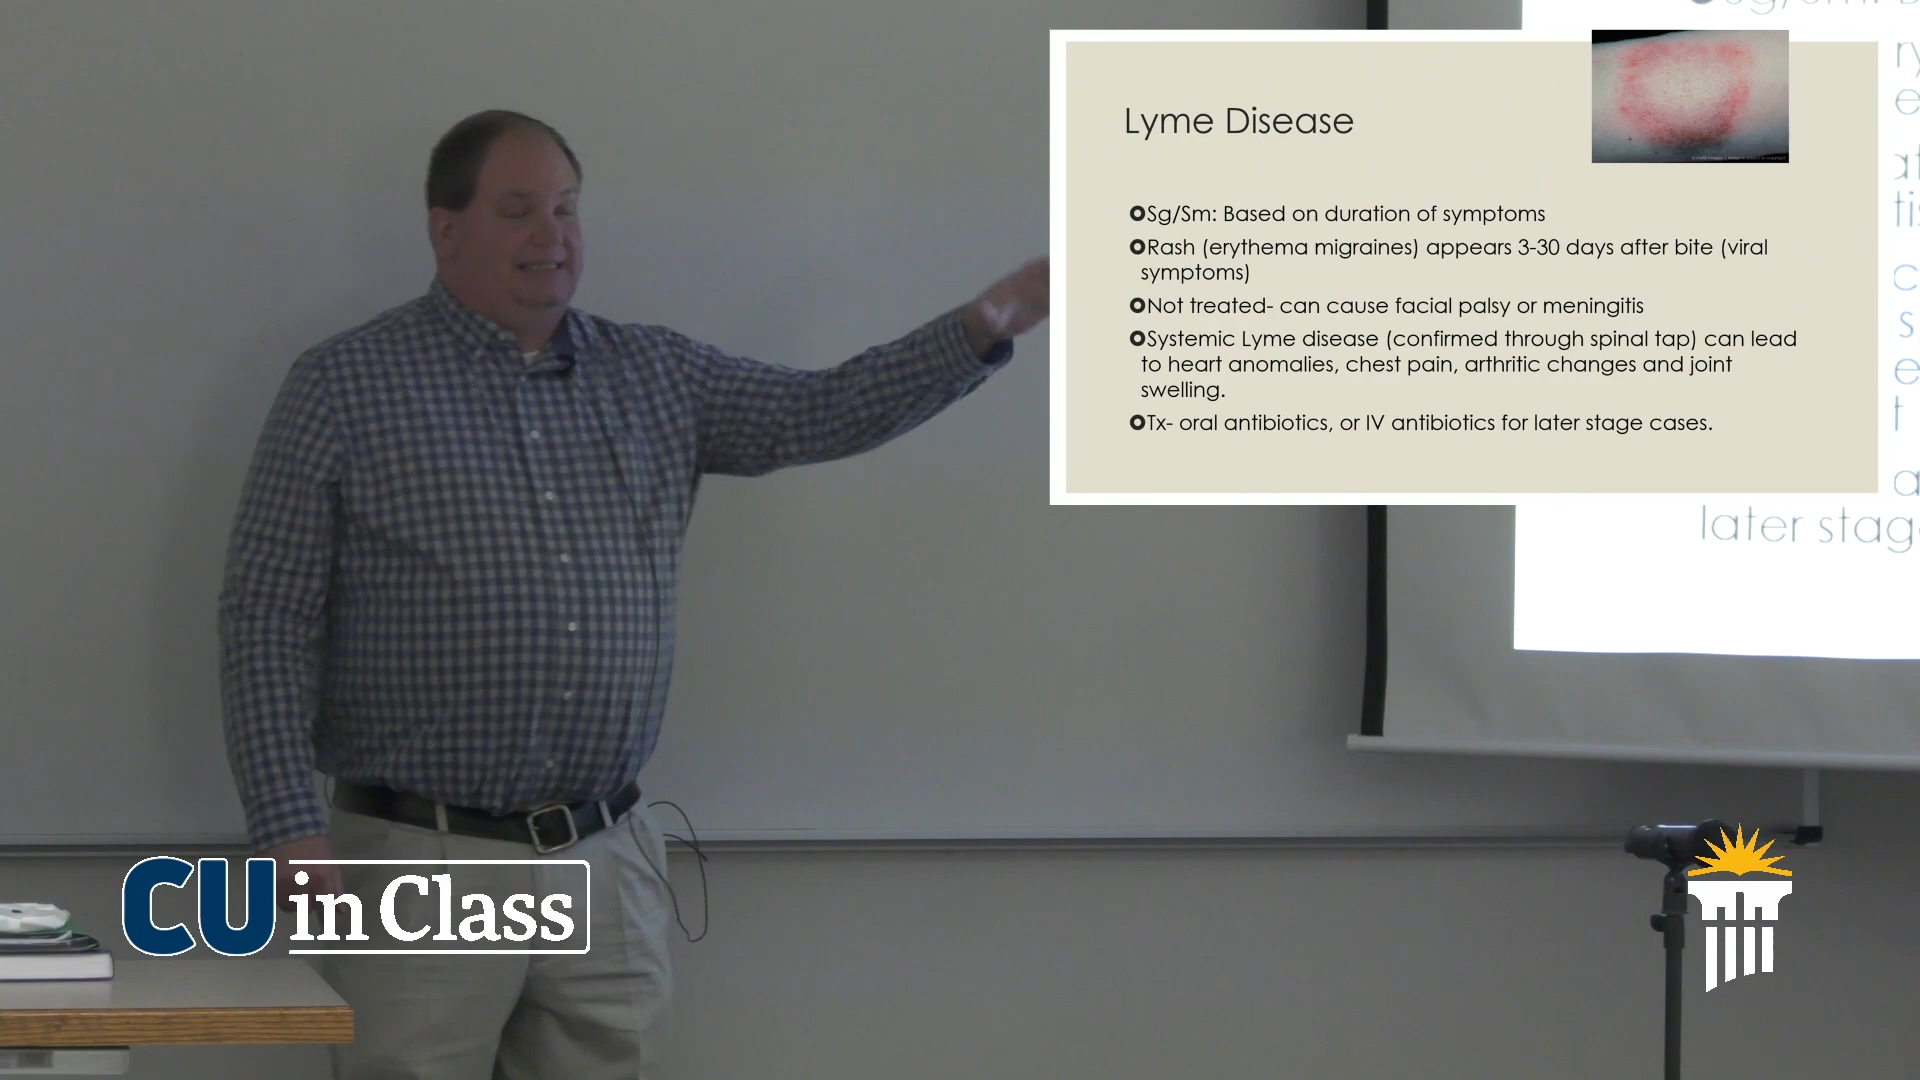 Lyme Disease
Sg/Sm: Based on duration of symptoms
Rash (erythema migraines) appears 3-30 days after bite (viral
symptoms)
Not treated- can cause facial palsy or meningitis
Systemic Lyme disease (confirmed through spinal tap) can lead
to heart anomalies, chest pain, arthritic changes and joint
swelling.
Tx- oral antibiotics, or IV antibiotics for later stage cases.
later stag
CU in Class